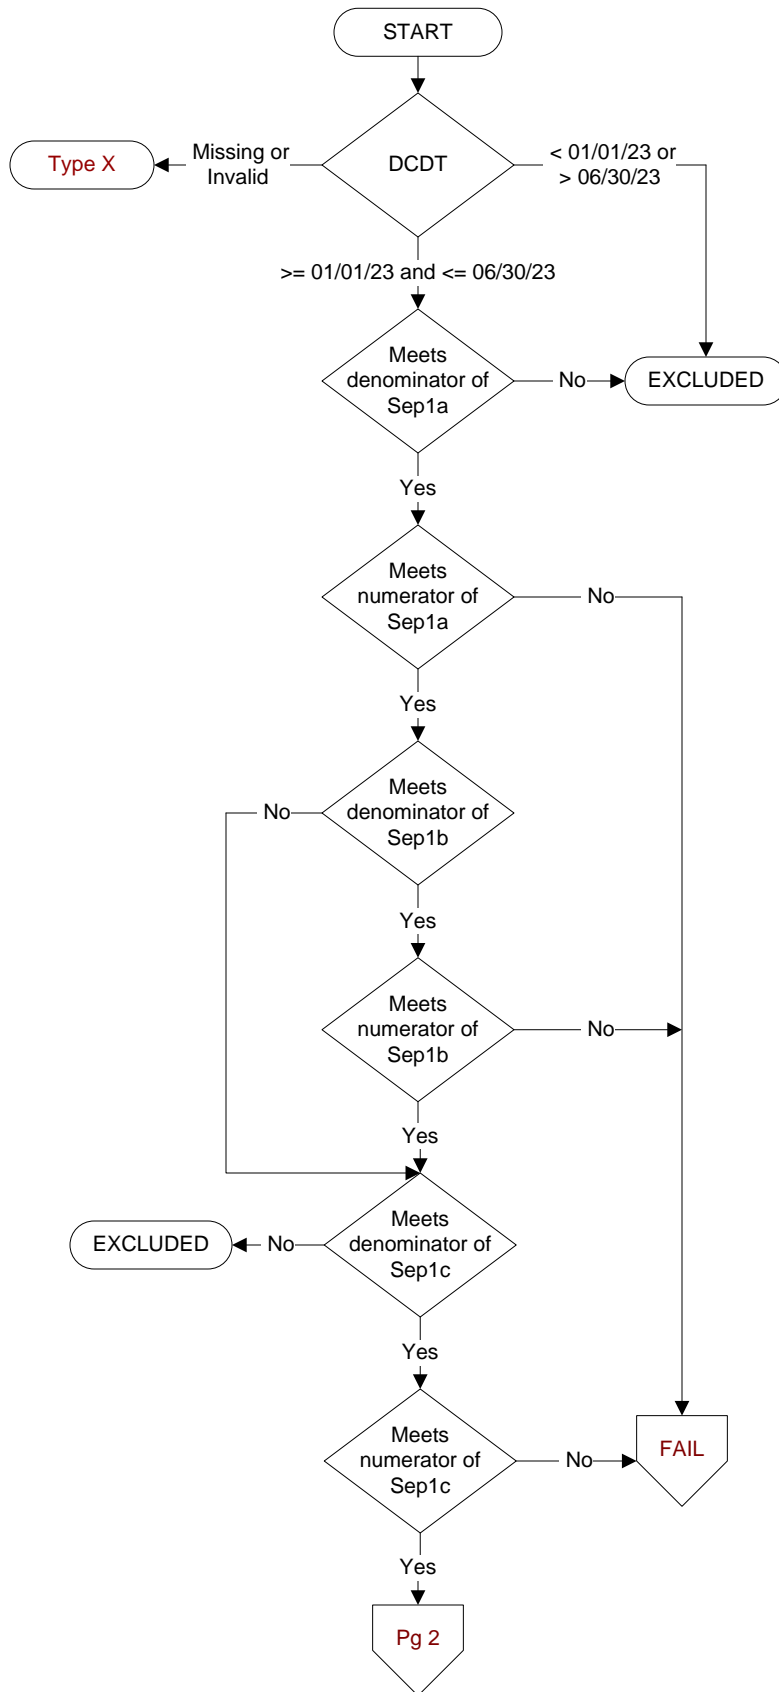 START
DCDT
Missing or
Invalid
Type X
< 01/01/23 or
> 06/30/23
>= 01/01/23 and <= 06/30/23
Meets
denominator of
Sep1a
No
EXCLUDED
Yes
Meets
numerator of
Sep1a
No
Yes
Meets
denominator of
Sep1b
No
Yes
Meets
numerator of
Sep1b
No
Yes
Meets
denominator of
Sep1c
No
EXCLUDED
Yes
Meets
numerator of
Sep1c
No
FAIL
Yes
Pg 2